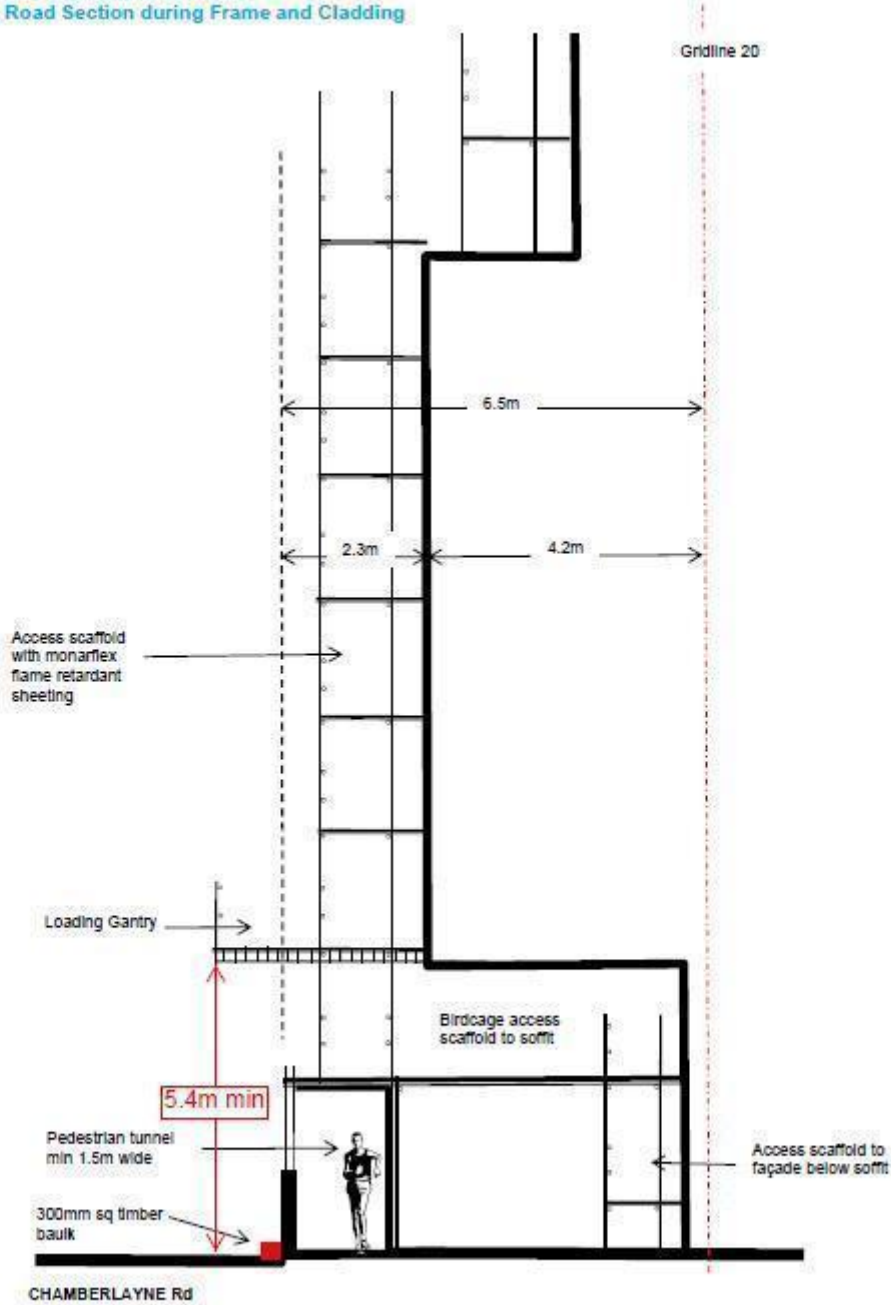 Road Section during Frame and Cladding
Gridline 20
6.5m
2.3m
4.2m
Access scaffold
with monarflex
flame retardant
sheeting
Loading Gantry
Birdcage access
scaffold to soffit
5.4m min
Pedestrian tunnel
min 1.5m wide
Access scaffold to
façade below soffit
300mm sq timber
baulk
CHAMBERLAYNE Rd